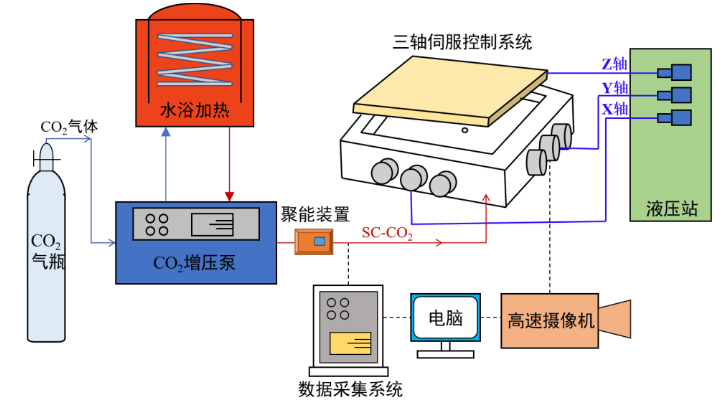 三轴伺服控制系统
Z轴
Y轴
X轴
液压站
水浴加热
CO₂气体
CO₂
气瓶
CO₂增压泵
聚能装置
SC-CO₂
电脑
高速摄像机
数据采集系统